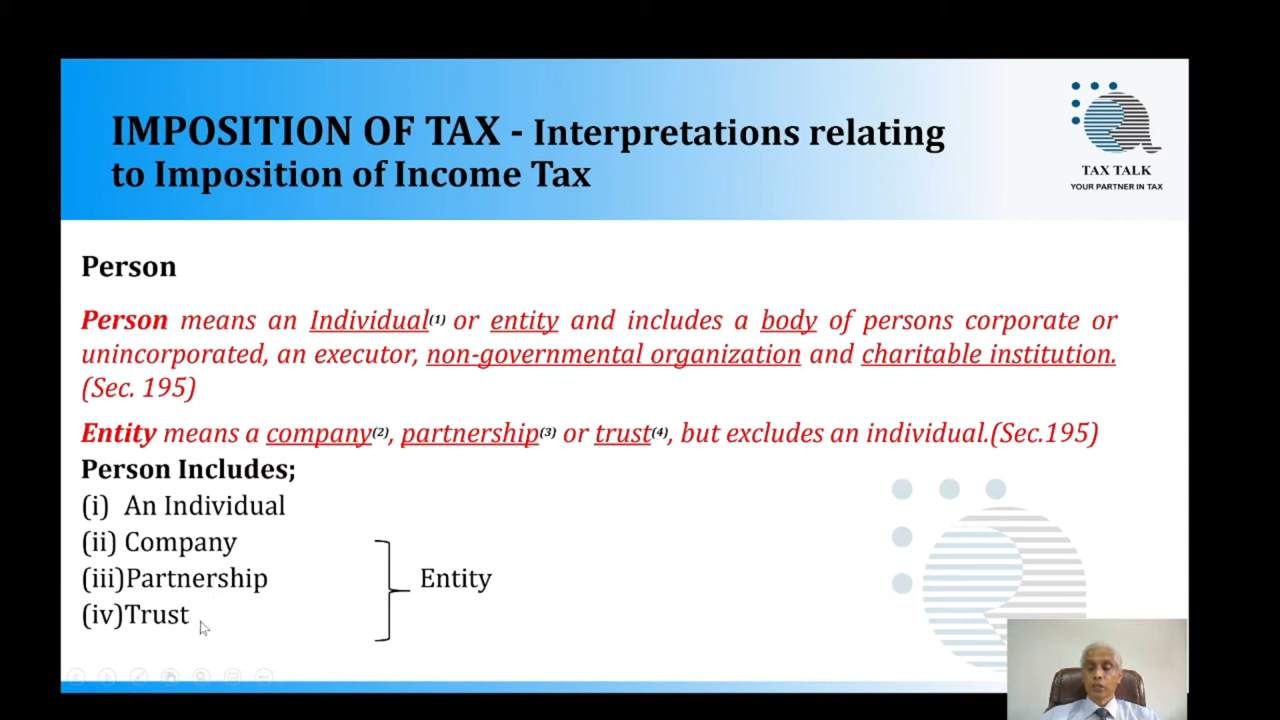 IMPOSITION OF TAX - Interpretations relating
to Imposition of Income Tax
TAX TALK
YOUR PARTNER IN TAX
Person
Person means an Individual(1) or entity and includes a body of persons corporate or
unincorporated, an executor, non-governmental organization and charitable institution.
(Sec. 195)
Entity means a company(2), partnership(3) or trust(4), but excludes an individual.(Sec.195)
Person Includes;
(i) An Individual
(ii) Company
(iii)Partnership
Entity
(iv)Trust